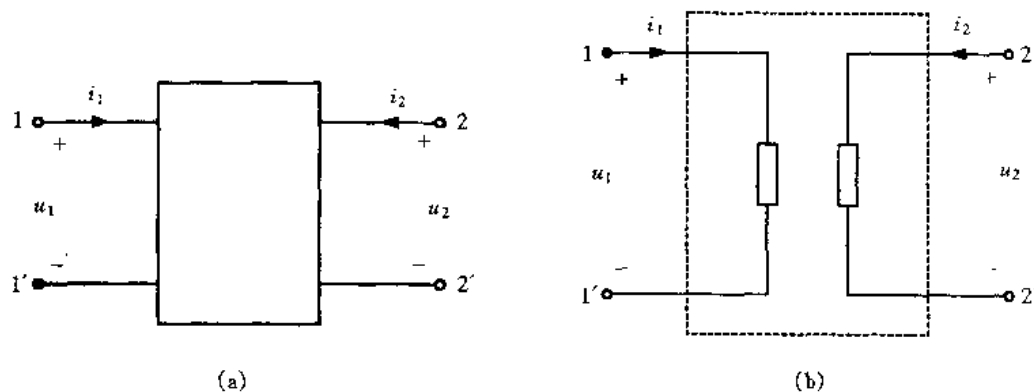 i₁
i₂
1
+
+
2
u₁
u₂
1′
−
−
2′
(a)
i₁
i₂
1
+
+
2
u₁
u₂
1′
−
-
2
(b)